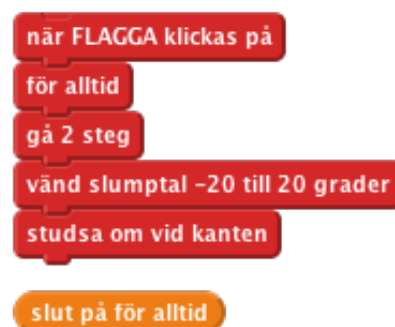 när FLAGGA klickas på
för alltid
gå 2 steg
vänd slumptal -20 till 20 grader
studsa om vid kanten
slut på för alltid